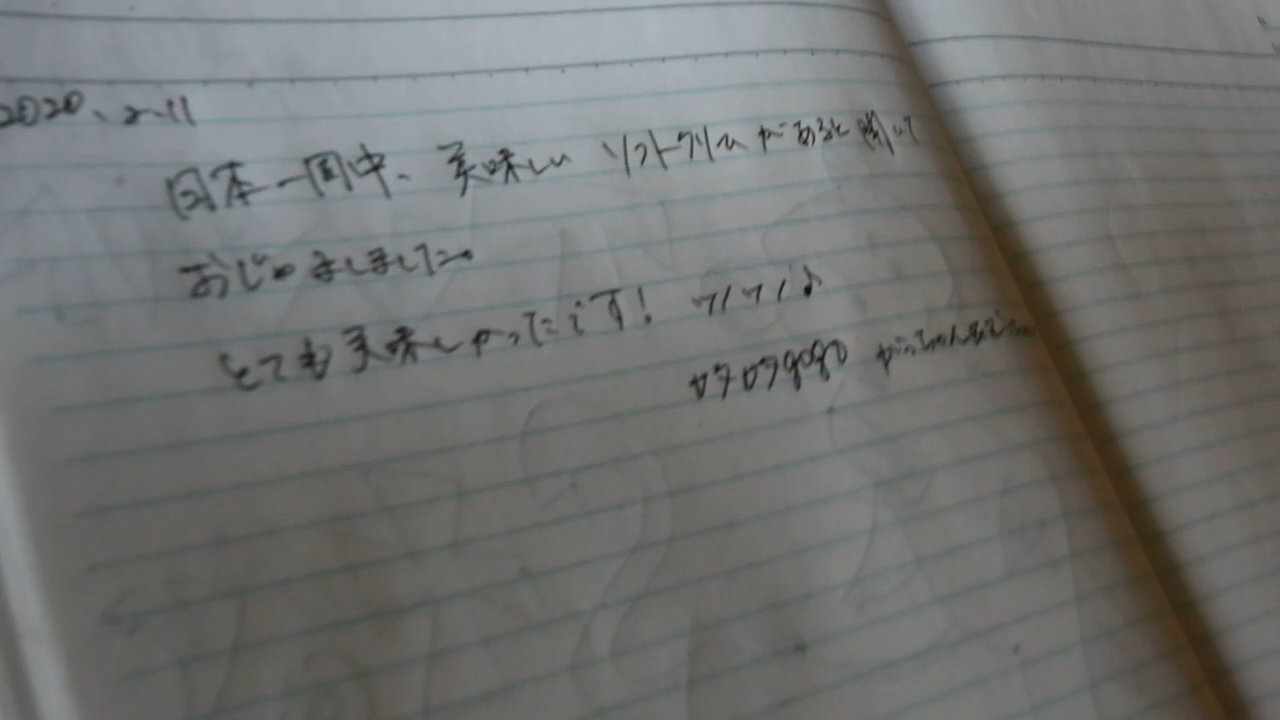 2020、2.11
日本一周中、美味しい ソフトクリームがあると聞いて
おじゃましました。
とても美味しかったです!